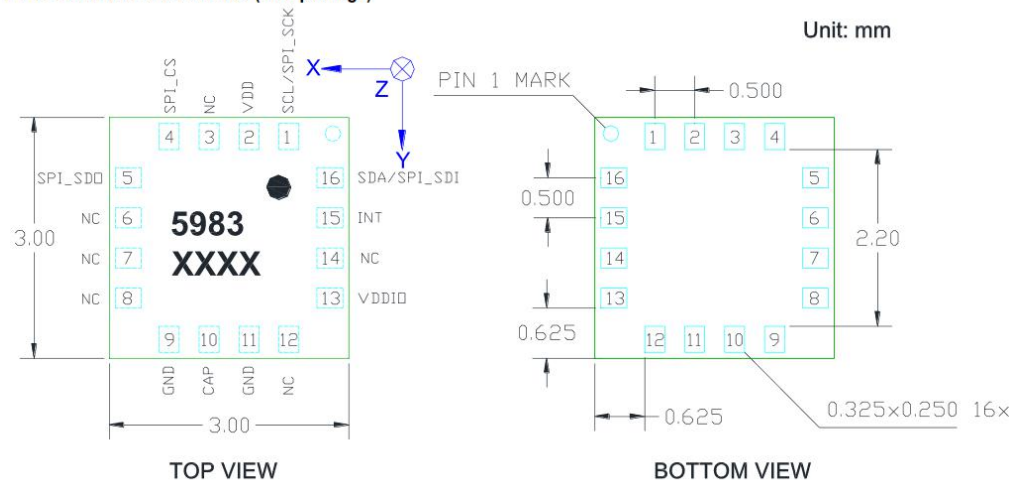 Unit: mm
SPI_CS
NC
VDD
SCL/SPI_SCK
X
Z
Y
PIN 1 MARK
0.500
4 3 2 1
1 2 3 4
SPI_SDO 5
16 SDA/SPI_SDI
NC 6
15 INT
NC 7
14 NC
NC 8
13 VDDIO
5983
XXXX
3.00
9 10 11 12
GND
CAP
GND
NC
3.00
TOP VIEW
0.500
16
5
15
6
14
7
13
8
2.20
0.625
12 11 10 9
0.625
0.325x0.250 16x
BOTTOM VIEW